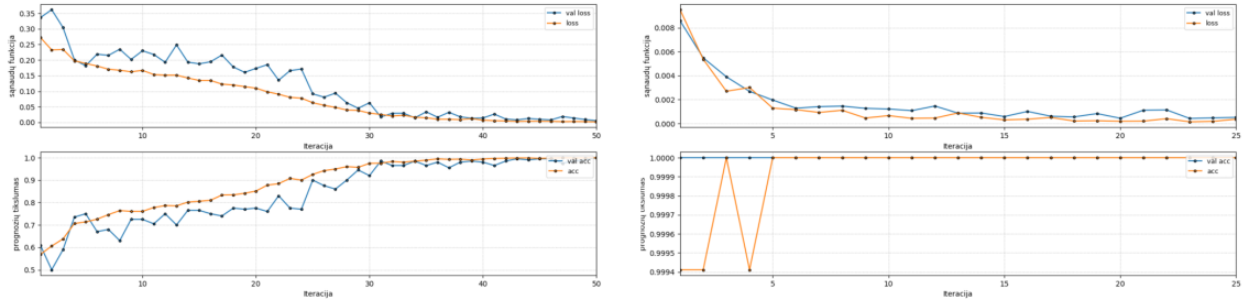 0.35
0.30
0.25
0.20
0.15
0.10
0.05
0.00
sąnaudų funkcija
val loss
loss
10
20
30
40
50
Iteracija
1.0
0.9
0.8
0.7
0.6
0.5
prognozių tikslumas
val acc
acc
10
20
30
40
50
Iteracija
0.008
0.006
0.004
0.002
0.000
sąnaudų funkcija
val loss
loss
5
10
15
20
25
Iteracija
1.0000
0.9999
0.9998
0.9997
0.9996
0.9995
0.9994
prognozių tikslumas
val acc
acc
5
10
15
20
25
Iteracija